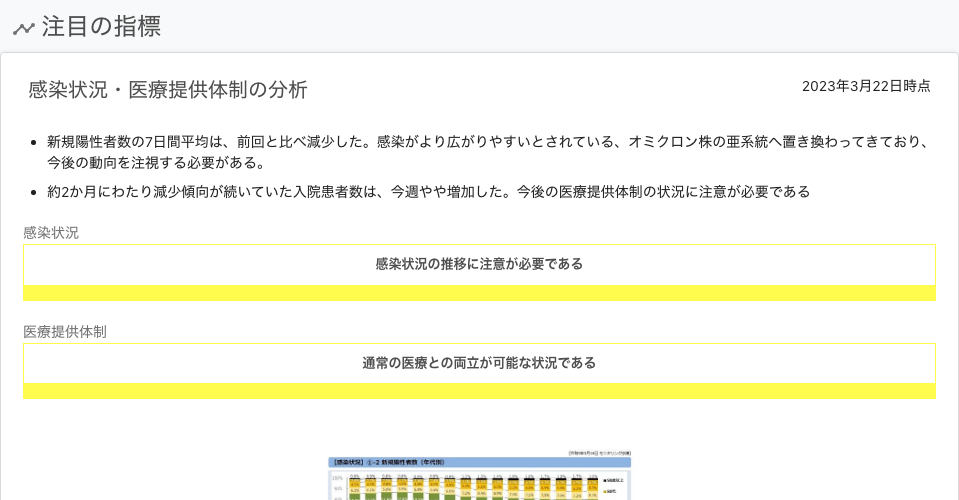 注目の指標
感染状況・医療提供体制の分析
2023年3月22日時点
新規陽性者数の7日間平均は、前回と比べ減少した。感染がより広がりやすいとされている、オミクロン株の亜系統へ置き換わってきており、
今後の動向を注視する必要がある。
約2か月にわたり減少傾向が続いていた入院患者数は、今週やや増加した。今後の医療提供体制の状況に注意が必要である
感染状況
感染状況の推移に注意が必要である
医療提供体制
通常の医療との両立が可能な状況である
【感染状況】①-2 新規陽性者数（年代別）
100%